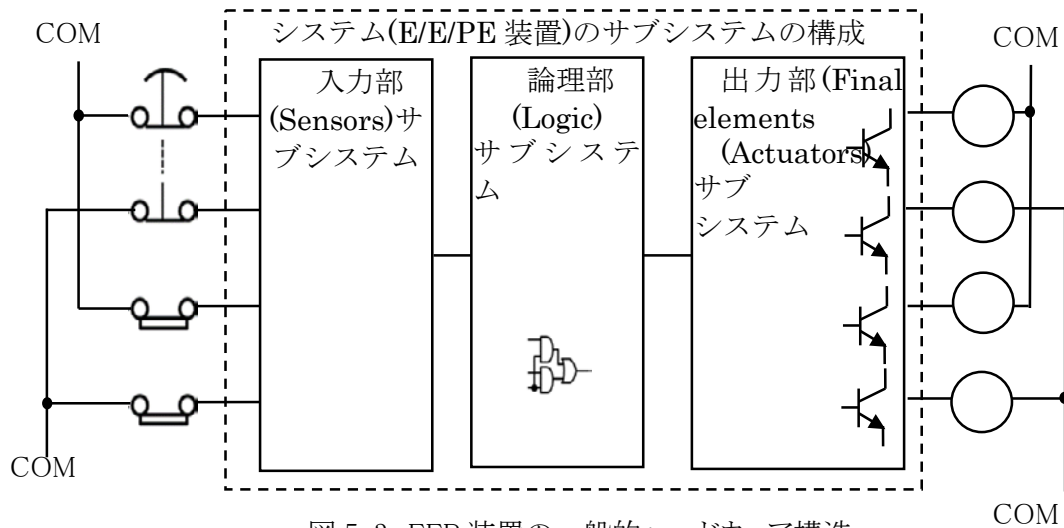 COM
システム(E/E/PE 装置)のサブシステムの構成
COM
入力部
(Sensors)サ
ブシステム
論理部
(Logic)
サブシステ
ム
出力部(Final
elements
(Actuators)
サブ
システム
COM
COM